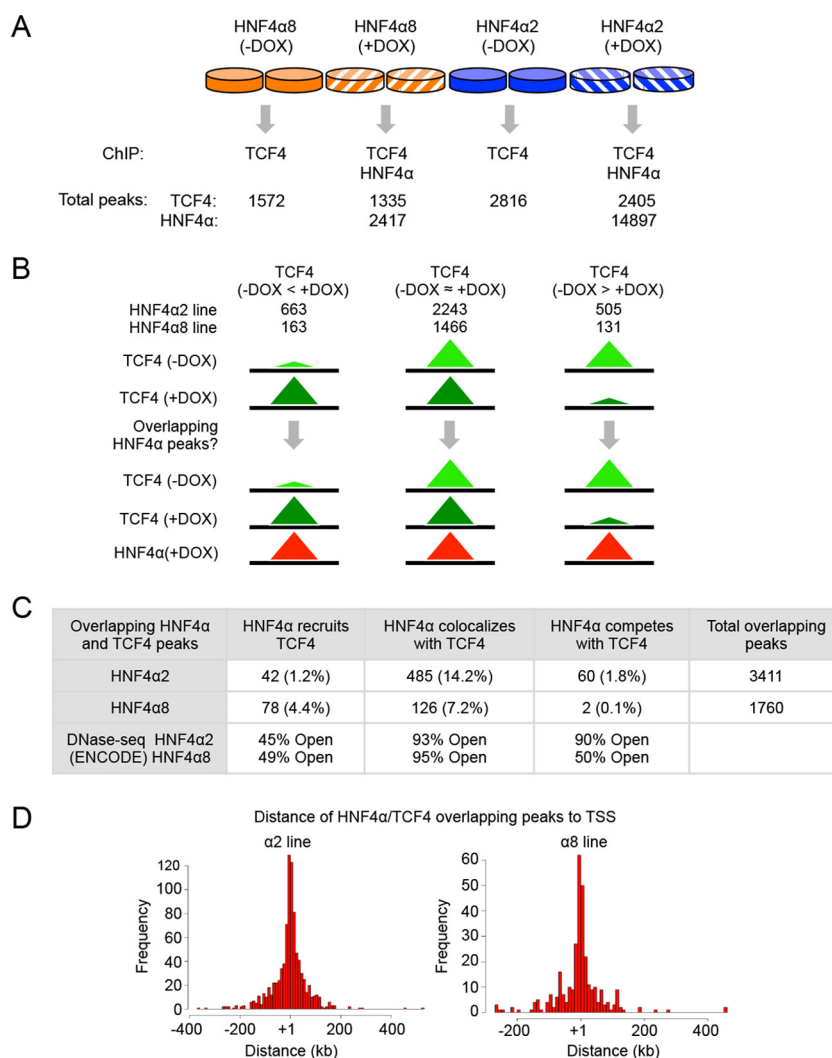 A
HNF4α8 HNF4α8 HNF4α2 HNF4α2
(-DOX) (+DOX) (-DOX) (+DOX)
ChIP: TCF4 TCF4 TCF4 TCF4
HNF4α HNF4α
Total peaks: TCF4: 1572 1335 2816 2405
HNF4α: 2417 14897
B
TCF4 TCF4 TCF4
(-DOX < +DOX) (-DOX ≈ +DOX) (-DOX > +DOX)
HNF4α2 line 663 2243 505
HNF4α8 line 163 1466 131
TCF4 (-DOX)
TCF4 (+DOX)
Overlapping
HNF4α peaks?
TCF4 (-DOX)
TCF4 (+DOX)
HNF4α(+DOX)
C
Overlapping HNF4α HNF4α recruits HNF4α colocalizes HNF4α competes Total overlapping
and TCF4 peaks TCF4 with TCF4 with TCF4 peaks
HNF4α2 42 (1.2%) 485 (14.2%) 60 (1.8%) 3411
HNF4α8 78 (4.4%) 126 (7.2%) 2 (0.1%) 1760
DNase-seq HNF4α2 45% Open 93% Open 90% Open
(ENCODE) HNF4α8 49% Open 95% Open 50% Open
D
Distance of HNF4α/TCF4 overlapping peaks to TSS
α2 line α8 line
Frequency
120
100
80
60
40
20
0
-400 -200 +1 200 400
Distance (kb)
Frequency
60
50
40
30
20
10
0
-200 +1 200 400
Distance (kb)